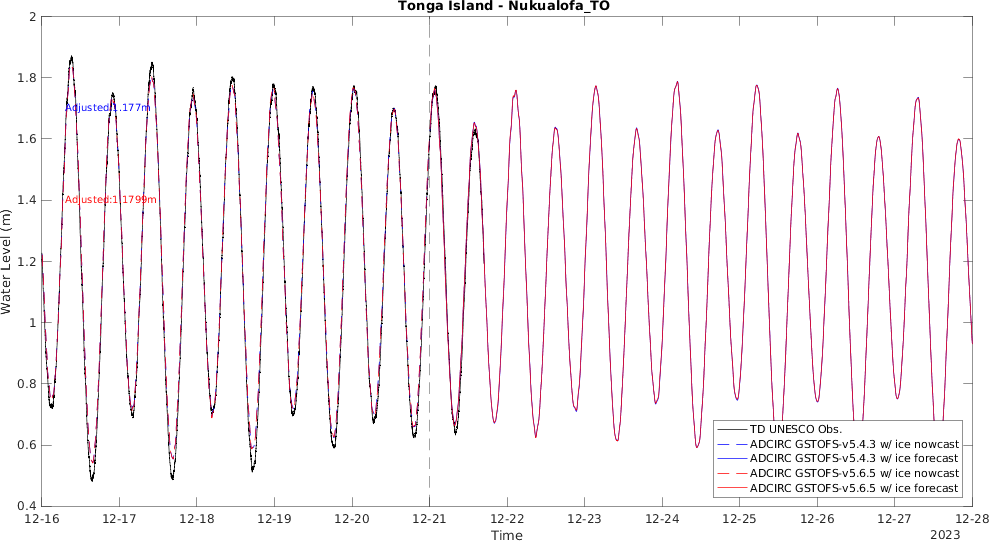 Tonga Island - Nukualofa_TO
2
1.8
1.6
1.4
1.2
1
0.8
0.6
0.4
Water Level (m)
Adjusted:1.177m
Adjusted:1.1799m
TD UNESCO Obs.
ADCIRC GSTOFS-v5.4.3 w/ ice nowcast
ADCIRC GSTOFS-v5.4.3 w/ ice forecast
ADCIRC GSTOFS-v5.6.5 w/ ice nowcast
ADCIRC GSTOFS-v5.6.5 w/ ice forecast
12-16 12-17 12-18 12-19 12-20 12-21 12-22 12-23 12-24 12-25 12-26 12-27 12-28
Time
2023